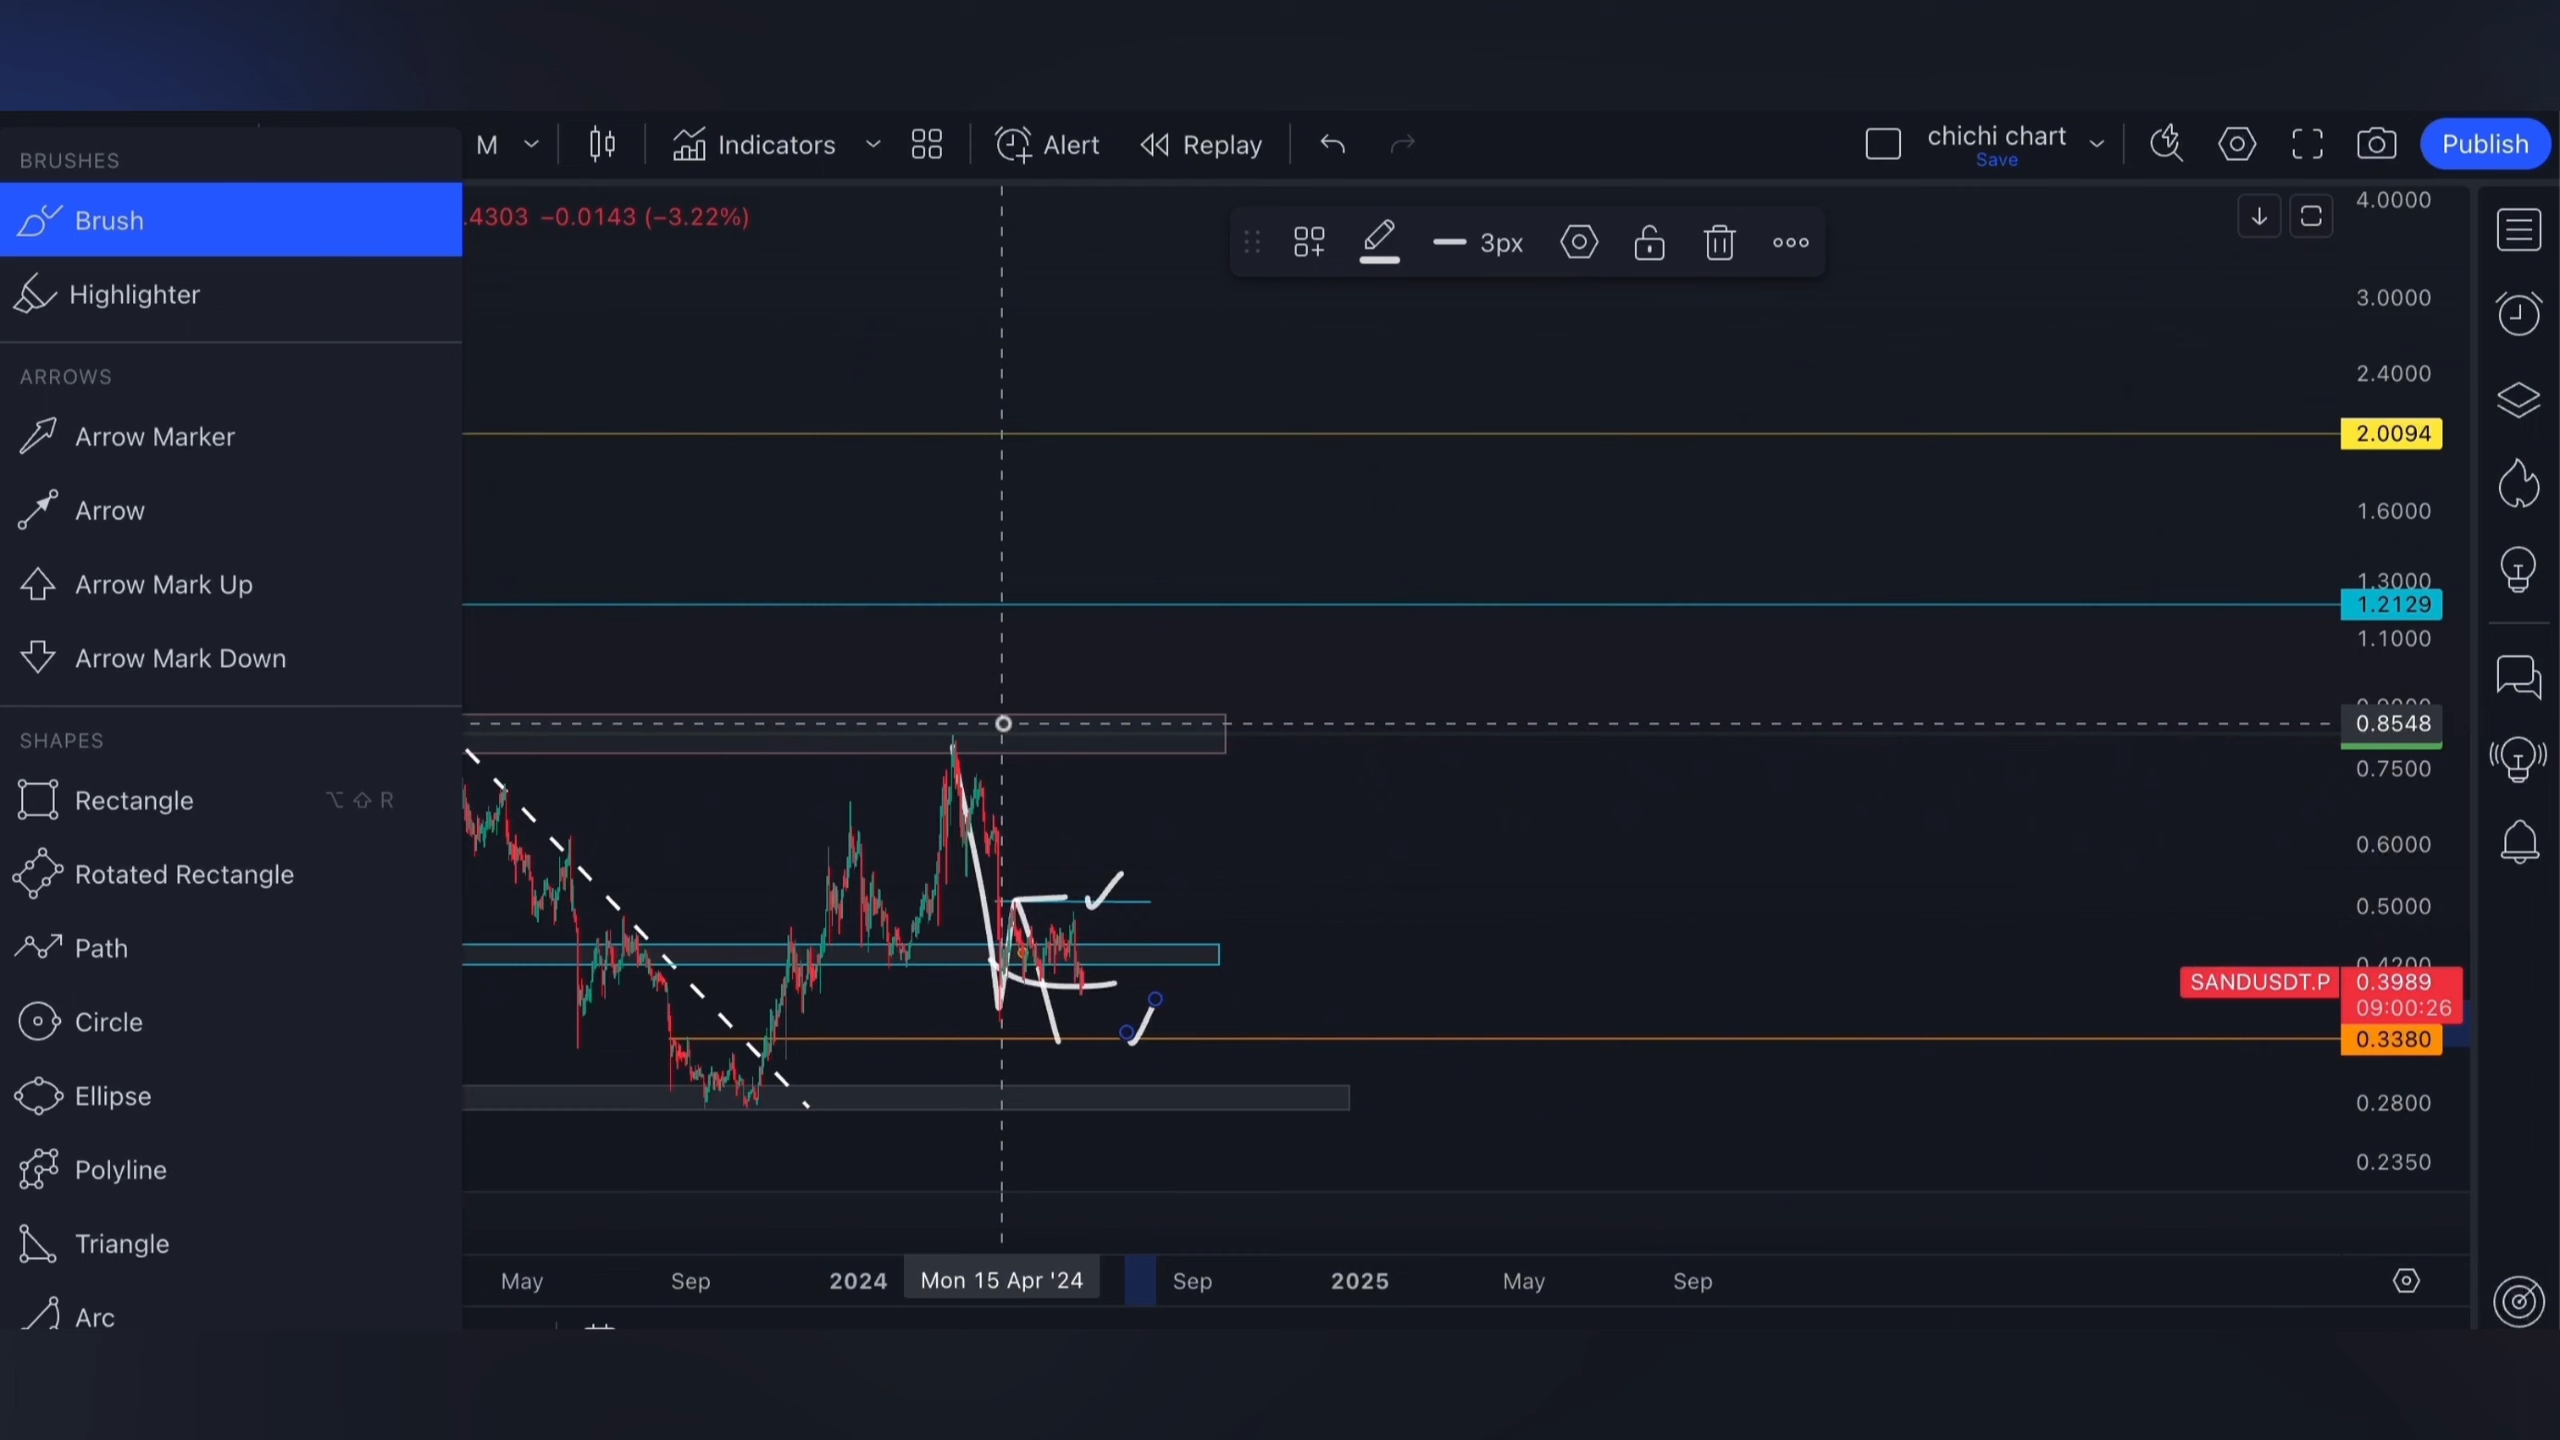 M
Indicators
Alert
Replay
chichi chart
Save
Publish
BRUSHES
Brush
Highlighter
ARROWS
Arrow Marker
Arrow
Arrow Mark Up
Arrow Mark Down
SHAPES
Rectangle ⌥ ⇧ R
Rotated Rectangle
Path
Circle
Ellipse
Polyline
Triangle
Arc
.4303 −0.0143 (−3.22%)
3px
4.0000
3.0000
2.4000
2.0094
1.6000
1.3000
1.2129
1.1000
0.8548
0.7500
0.6000
0.5000
0.4200
SANDUSDT.P 0.3989
09:00:26
0.3380
0.2800
0.2350
May Sep 2024 Mon 15 Apr '24 Sep 2025 May Sep